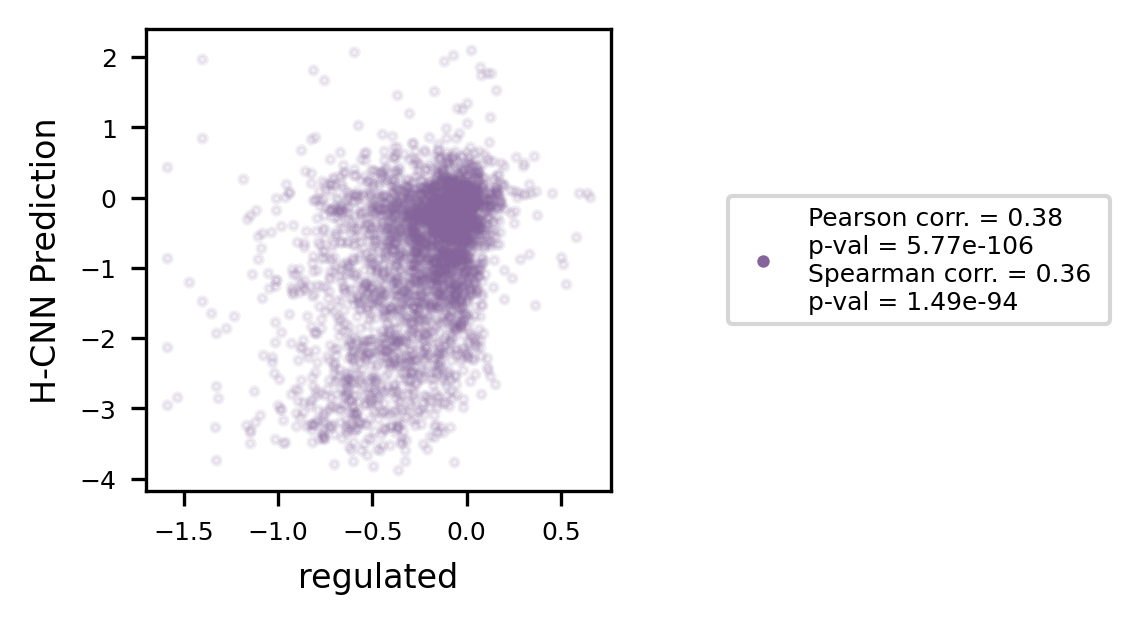 H-CNN Prediction
2
1
0
−1
−2
−3
−4
−1.5 −1.0 −0.5 0.0 0.5
regulated
Pearson corr. = 0.38
p-val = 5.77e-106
Spearman corr. = 0.36
p-val = 1.49e-94